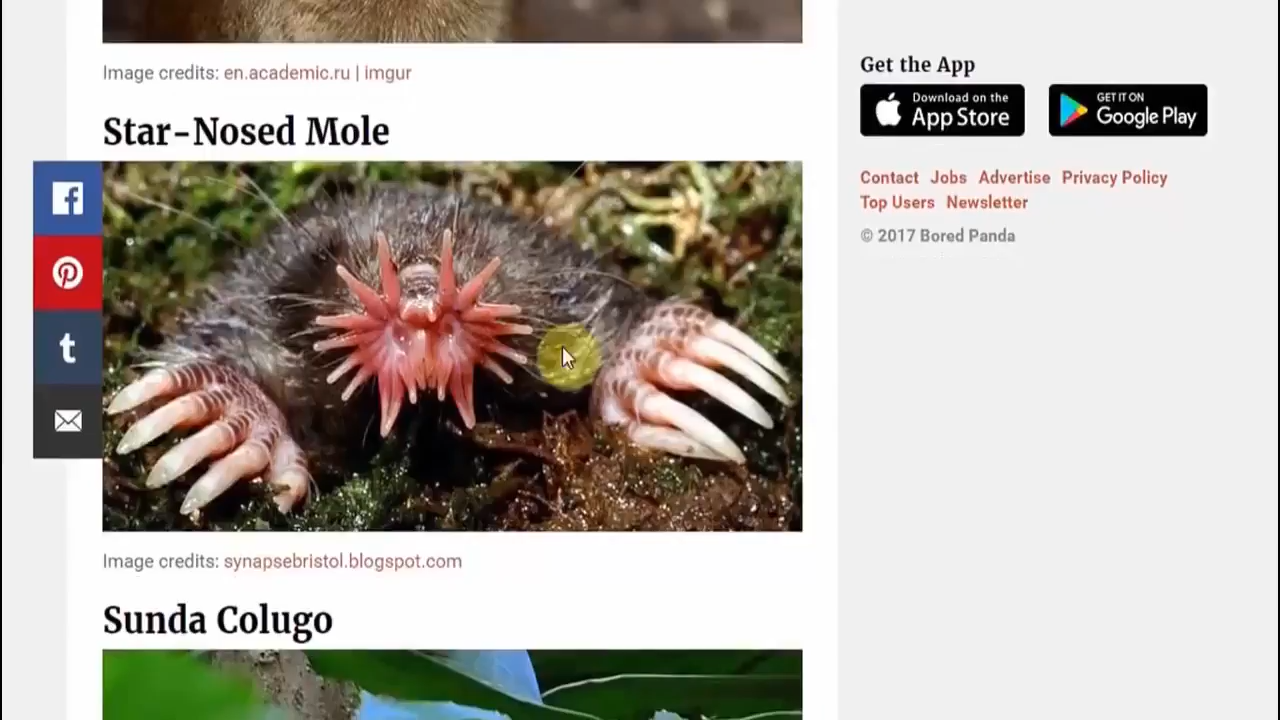 Image credits: en.academic.ru | imgur
Star-Nosed Mole
Image credits: synapsebristol.blogspot.com
Sunda Colugo
Get the App
Download on the
App Store
GET IT ON
Google Play
Contact Jobs Advertise Privacy Policy
Top Users Newsletter
© 2017 Bored Panda